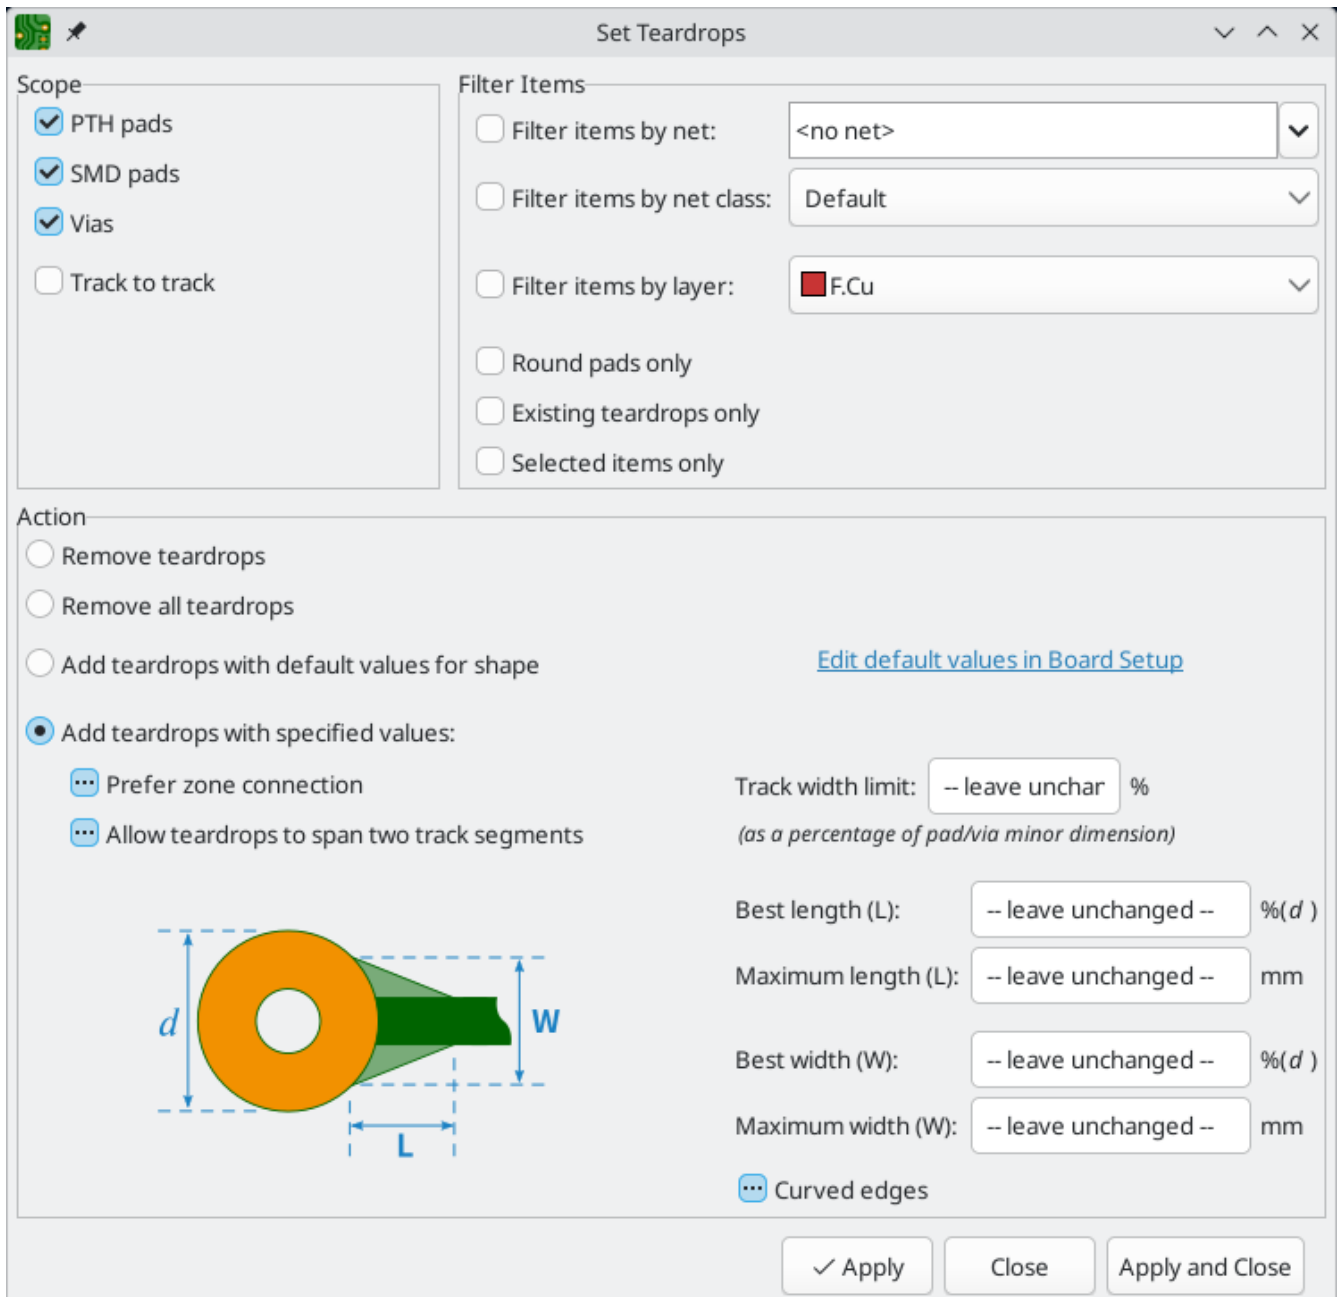 Set Teardrops
Scope
PTH pads
SMD pads
Vias
Track to track
Filter Items
Filter items by net: <no net>
Filter items by net class: Default
Filter items by layer: F.Cu
Round pads only
Existing teardrops only
Selected items only
Action
Remove teardrops
Remove all teardrops
Add teardrops with default values for shape
Edit default values in Board Setup
Add teardrops with specified values:
Prefer zone connection
Allow teardrops to span two track segments
d
W
L
Track width limit: -- leave unchar %
(as a percentage of pad/via minor dimension)
Best length (L): -- leave unchanged -- %(d )
Maximum length (L): -- leave unchanged -- mm
Best width (W): -- leave unchanged -- %(d )
Maximum width (W): -- leave unchanged -- mm
Curved edges
Apply
Close
Apply and Close